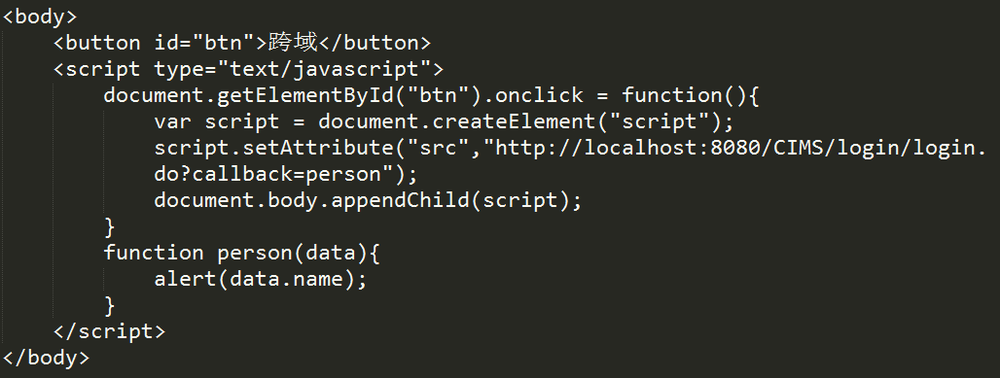 <body>
    <button id="btn">跨域</button>
    <script type="text/javascript">
        document.getElementById("btn").onclick = function(){
            var script = document.createElement("script");
            script.setAttribute("src","http://localhost:8080/CIMS/login/login.
            do?callback=person");
            document.body.appendChild(script);
        }
        function person(data){
            alert(data.name);
        }
    </script>
</body>